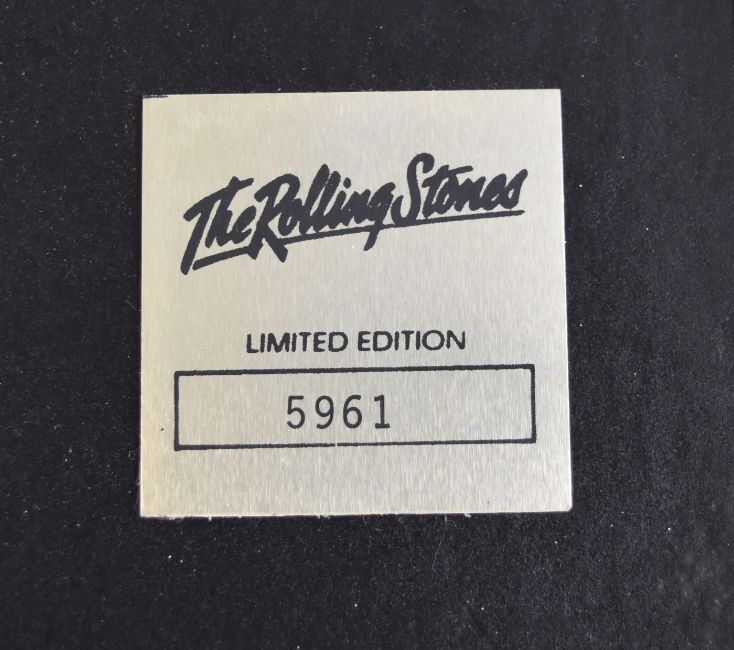 The Rolling Stones
LIMITED EDITION
5961